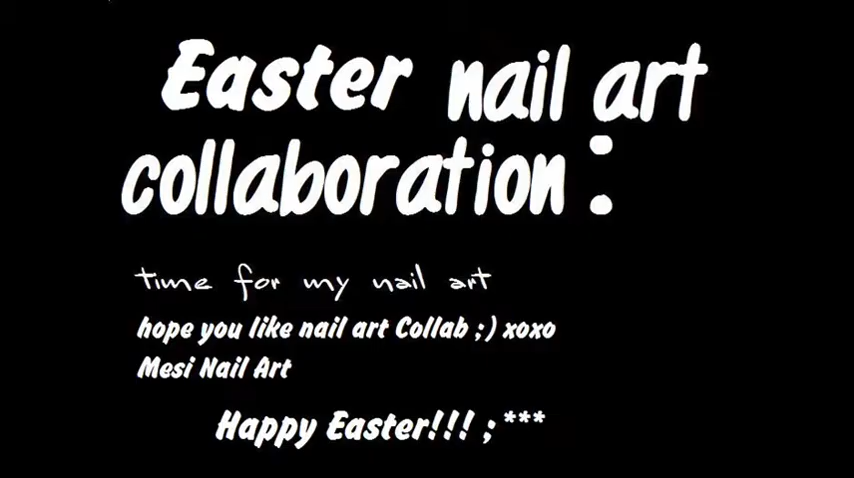 Easter nail art
collaboration :
time for my nail art
hope you like nail art Collab ;) xoxo
Mesi Nail Art
Happy Easter!!! ;***